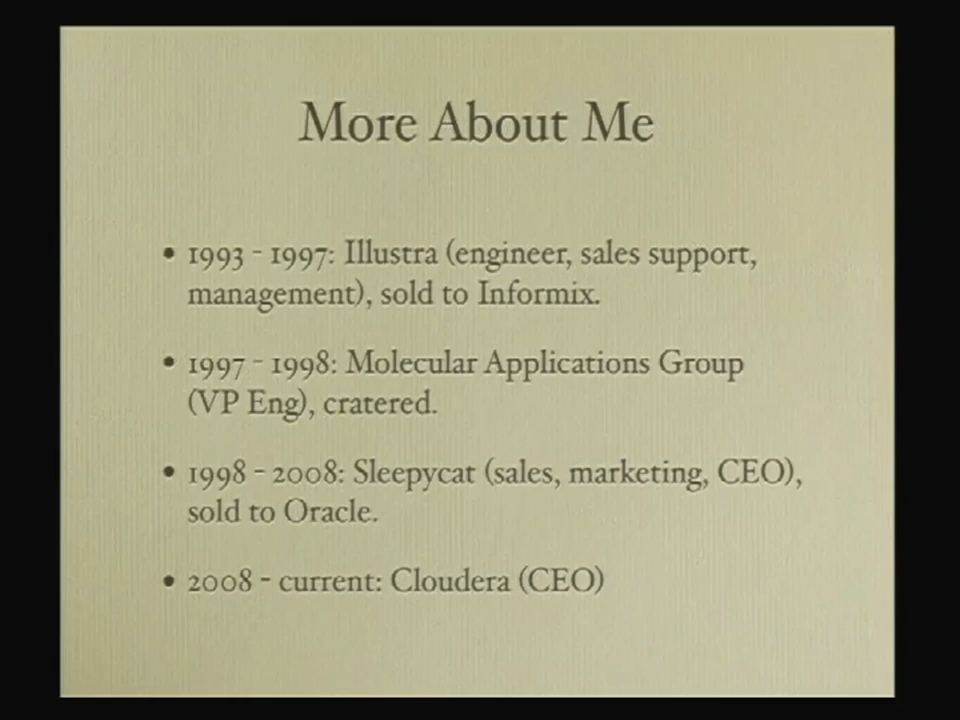 More About Me
• 1993 - 1997: Illustra (engineer, sales support,
management), sold to Informix.
• 1997 - 1998: Molecular Applications Group
(VP Eng), cratered.
• 1998 - 2008: Sleepycat (sales, marketing, CEO),
sold to Oracle.
• 2008 - current: Cloudera (CEO)